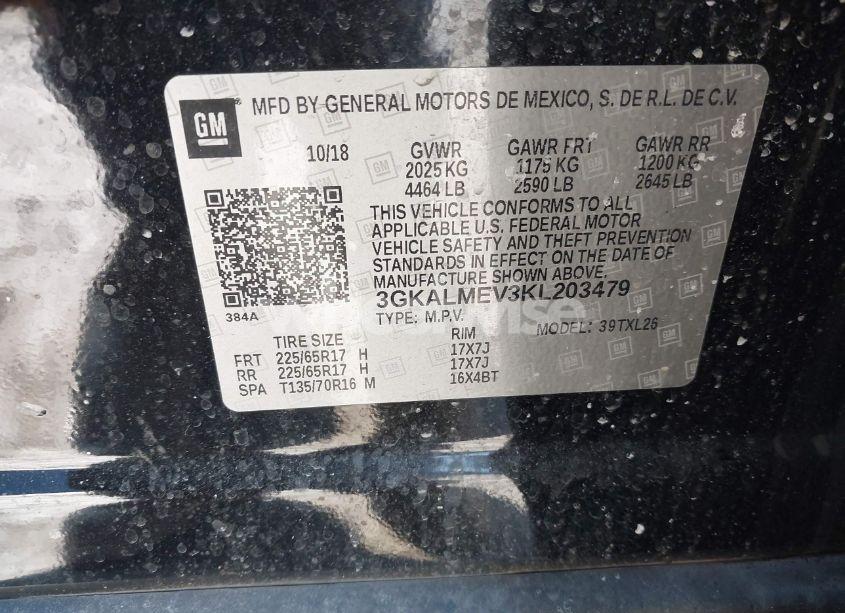 GM MFD BY GENERAL MOTORS DE MEXICO, S. DE R.L. DE C.V.
10/18 GVWR GAWR FRT GAWR RR
2025 KG 1175 KG 1200 KG
4464 LB 2590 LB 2645 LB
THIS VEHICLE CONFORMS TO ALL
APPLICABLE U.S. FEDERAL MOTOR
VEHICLE SAFETY AND THEFT PREVENTION
STANDARDS IN EFFECT ON THE DATE OF
MANUFACTURE SHOWN ABOVE.
384A 3GKALMEV3KL203479
TYPE: M.P.V. MODEL: 39TXL26
TIRE SIZE RIM
FRT 225/65R17 H 17X7J
RR 225/65R17 H 17X7J
SPA T135/70R16 M 16X4BT